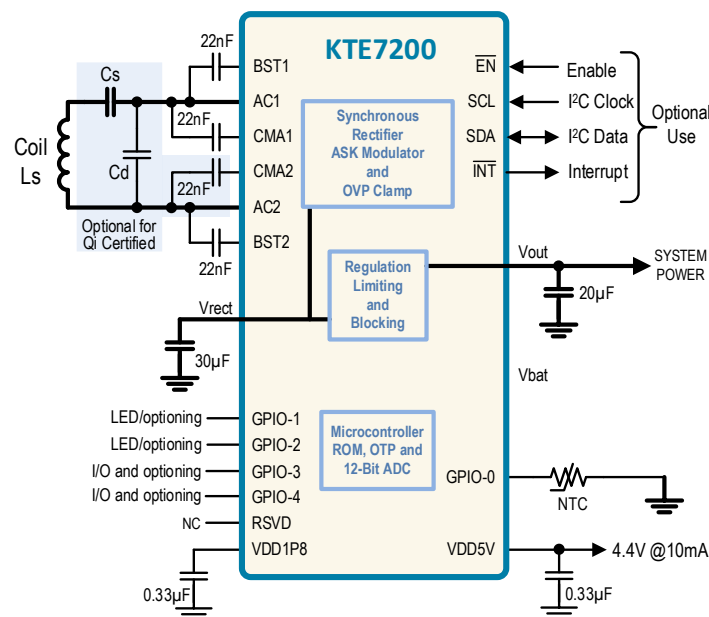 KTE7200
22nF
Cs
22nF
Coil
Ls
Cd
22nF
Optional for
Qi Certified
22nF
BST1
AC1
CMA1
CMA2
AC2
BST2
Synchronous
Rectifier
ASK Modulator
and
OVP Clamp
EN
SCL
SDA
INT
Enable
I²C Clock
I²C Data
Interrupt
Optional
Use
Vrect
30µF
Regulation
Limiting
and
Blocking
Vout
SYSTEM
POWER
20µF
Vbat
LED/optioning
GPIO-1
LED/optioning
GPIO-2
I/O and optioning
GPIO-3
I/O and optioning
GPIO-4
NC
RSVD
VDD1P8
0.33µF
Microcontroller
ROM, OTP and
12-Bit ADC
GPIO-0
NTC
VDD5V
4.4V @10mA
0.33µF